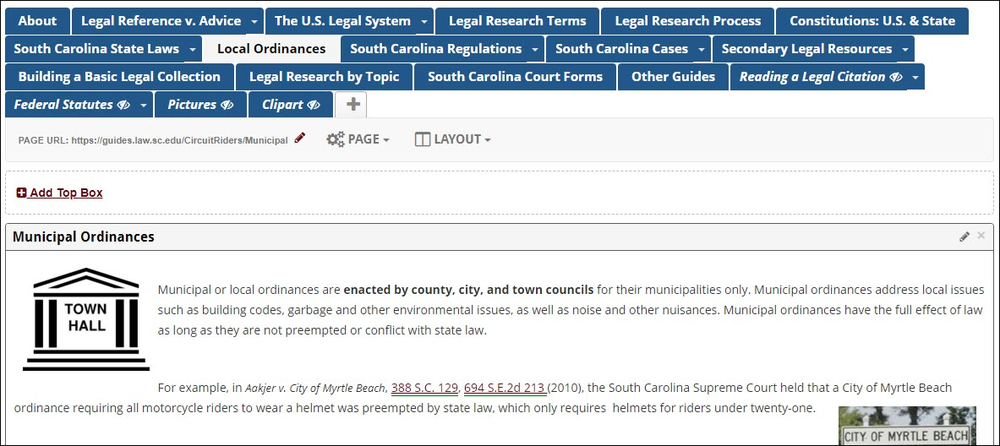 About Legal Reference v. Advice The U.S. Legal System Legal Research Terms Legal Research Process Constitutions: U.S. & State
South Carolina State Laws Local Ordinances South Carolina Regulations South Carolina Cases Secondary Legal Resources
Building a Basic Legal Collection Legal Research by Topic South Carolina Court Forms Other Guides Reading a Legal Citation
Federal Statutes Pictures Clipart +
PAGE URL: https://guides.law.sc.edu/CircuitRiders/Municipal PAGE LAYOUT
Add Top Box
Municipal Ordinances
TOWN
HALL
Municipal or local ordinances are enacted by county, city, and town councils for their municipalities only. Municipal ordinances address local issues
such as building codes, garbage and other environmental issues, as well as noise and other nuisances. Municipal ordinances have the full effect of law
as long as they are not preempted or conflict with state law.
For example, in Aakjer v. City of Myrtle Beach, 388 S.C. 129, 694 S.E.2d 213 (2010), the South Carolina Supreme Court held that a City of Myrtle Beach
ordinance requiring all motorcycle riders to wear a helmet was preempted by state law, which only requires helmets for riders under twenty-one.
CITY OF MYRTLE BEACH